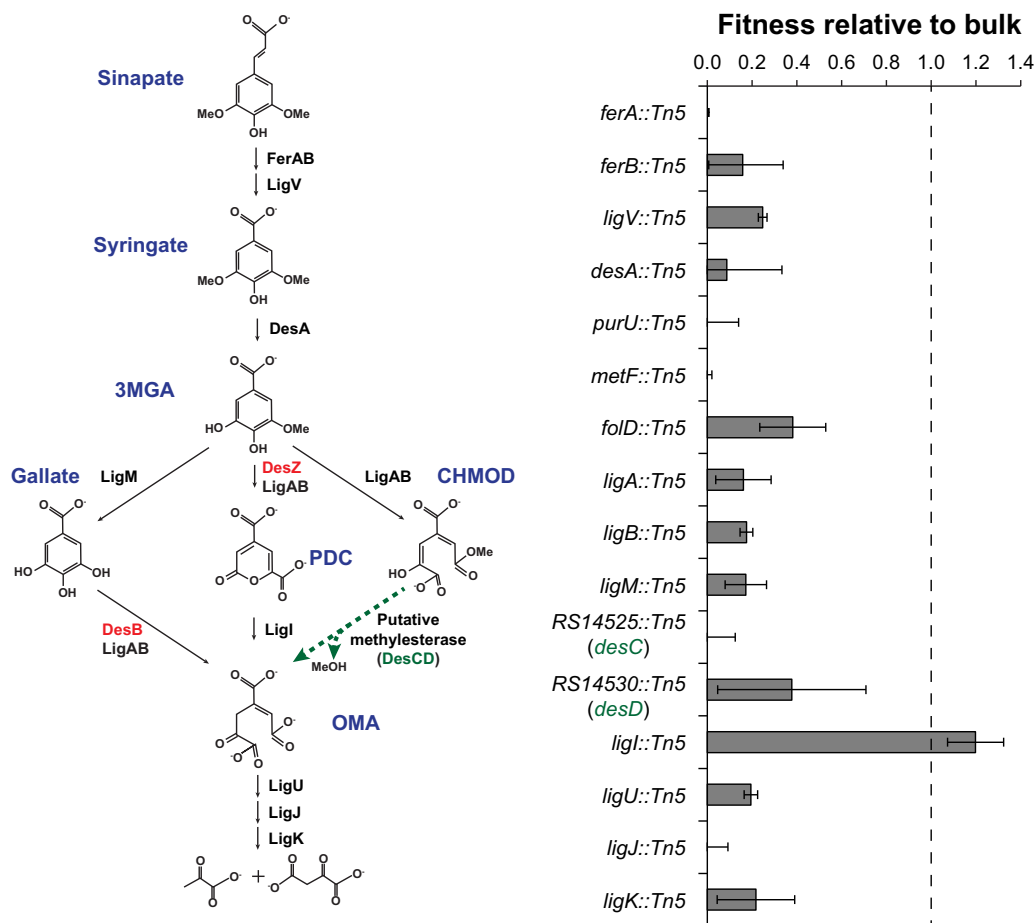 Sinapate
O
O-
MeO
OMe
OH
FerAB
LigV
Syringate
O
O-
MeO
OMe
OH
DesA
3MGA
O
O-
HO
OMe
OH
Gallate
LigM
DesZ
LigAB
LigAB
CHMOD
O
O-
HO
OH
OH
O
O-
PDC
O
O
O-
O
O
O-
OMe
HO
-O
O
O
DesB
LigAB
LigI
Putative
methylesterase
(DesCD)
MeOH
OMA
O
O-
O-
O
O
-O
O
LigU
LigJ
LigK
O
O-
O
+
O
-O
O
O-
O
Fitness relative to bulk
0.0 0.2 0.4 0.6 0.8 1.0 1.2 1.4
ferA::Tn5
ferB::Tn5
ligV::Tn5
desA::Tn5
purU::Tn5
metF::Tn5
folD::Tn5
ligA::Tn5
ligB::Tn5
ligM::Tn5
RS14525::Tn5
(desC)
RS14530::Tn5
(desD)
ligI::Tn5
ligU::Tn5
ligJ::Tn5
ligK::Tn5